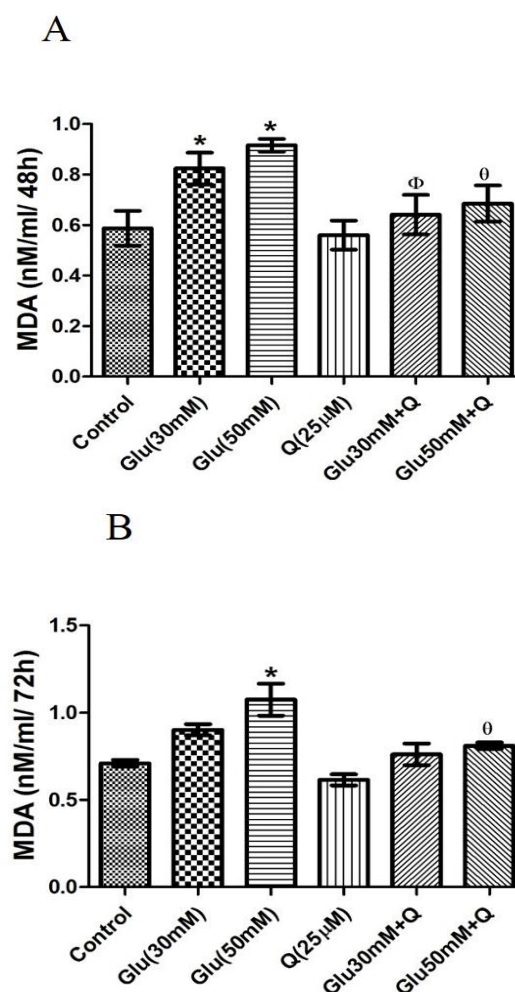 A
MDA (nM/ml/ 48h)
1.0
0.8
0.6
0.4
0.2
0.0
* * Φ θ
Control
Glu(30mM)
Glu(50mM)
Q(25μM)
Glu30mM+Q
Glu50mM+Q
B
MDA (nM/ml/ 72h)
1.5
1.0
0.5
0.0
* θ
Control
Glu(30mM)
Glu(50mM)
Q(25μM)
Glu30mM+Q
Glu50mM+Q